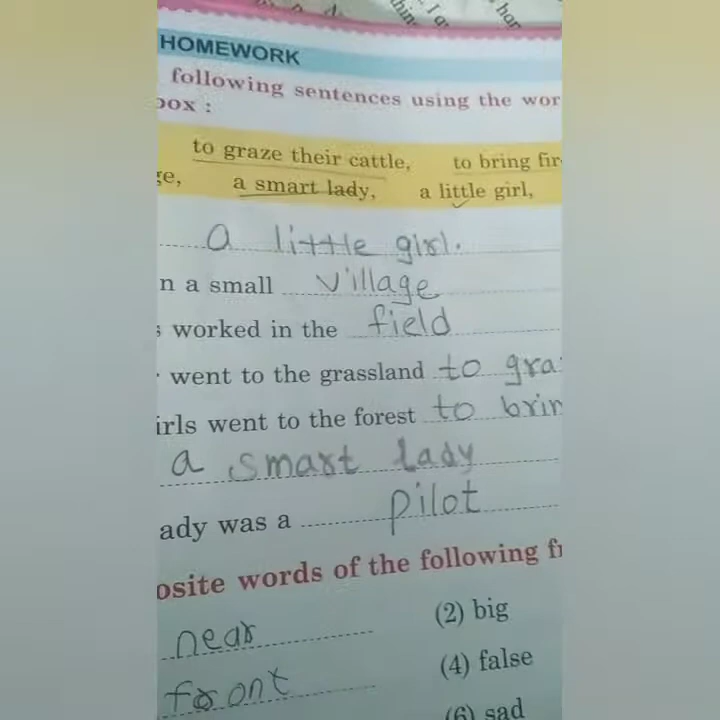 HOMEWORK
following sentences using the wor
box :
to graze their cattle, to bring fir
ge, a smart lady, a little girl,
a little girl.
n a small village
s worked in the field
went to the grassland to gra
irls went to the forest to brin
a smart lady
ady was a pilot
osite words of the following fr
near (2) big
front (4) false
(6) sad